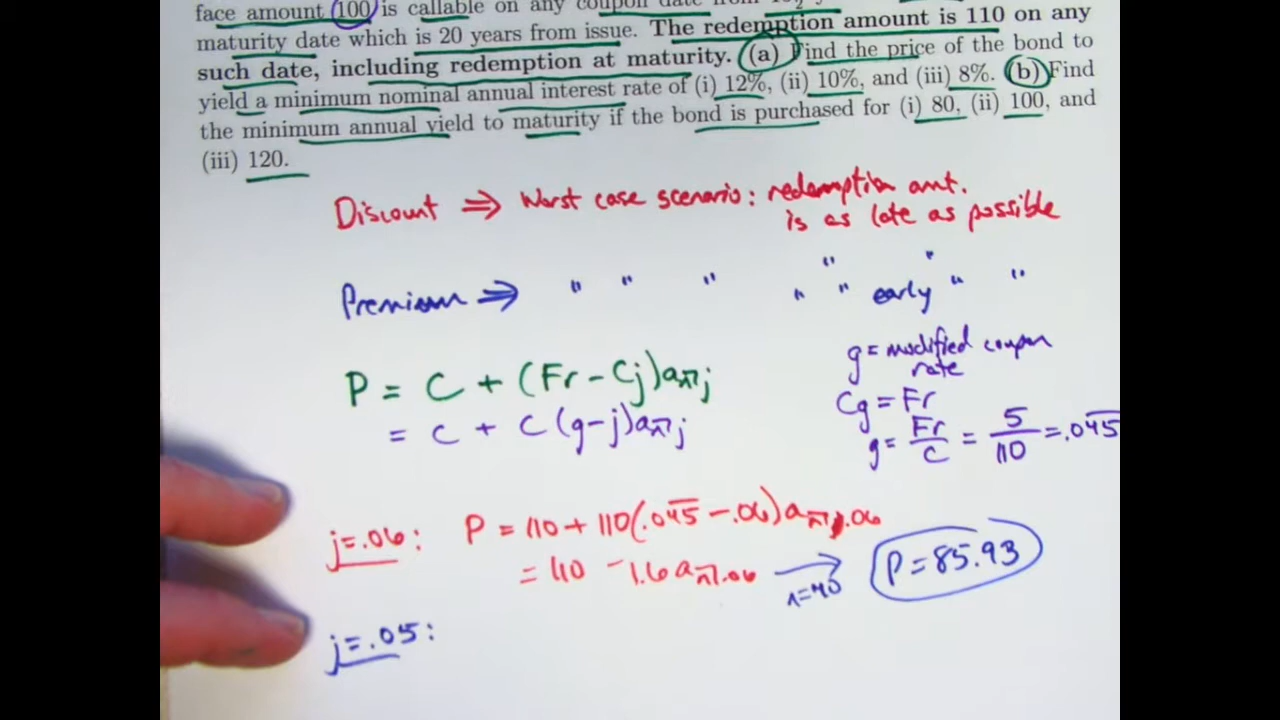 face amount 100 is callable on any coupon date from
maturity date which is 20 years from issue. The redemption amount is 110 on any
such date, including redemption at maturity. (a) Find the price of the bond to
yield a minimum nominal annual interest rate of (i) 12%, (ii) 10%, and (iii) 8%. (b) Find
the minimum annual yield to maturity if the bond is purchased for (i) 80, (ii) 100, and
(iii) 120.
Discount ⇒ Worst case scenario: redemption amt.
is as late as possible
Premium ⇒ " " " " "
" " early " "
g = modified coupon
rate
P = C + (Fr - Cj)a_n̅|j
Cg = Fr
= C + C(g-j)a_n̅|j
g = Fr/C = 5/110 = .04̅5̅
j=.06: P = 110 + 110(.04̅5̅ - .06)a_n̅|.06
= 110 - 1.6a_n̅|.06 → n=40 P = 85.93
j=.05: